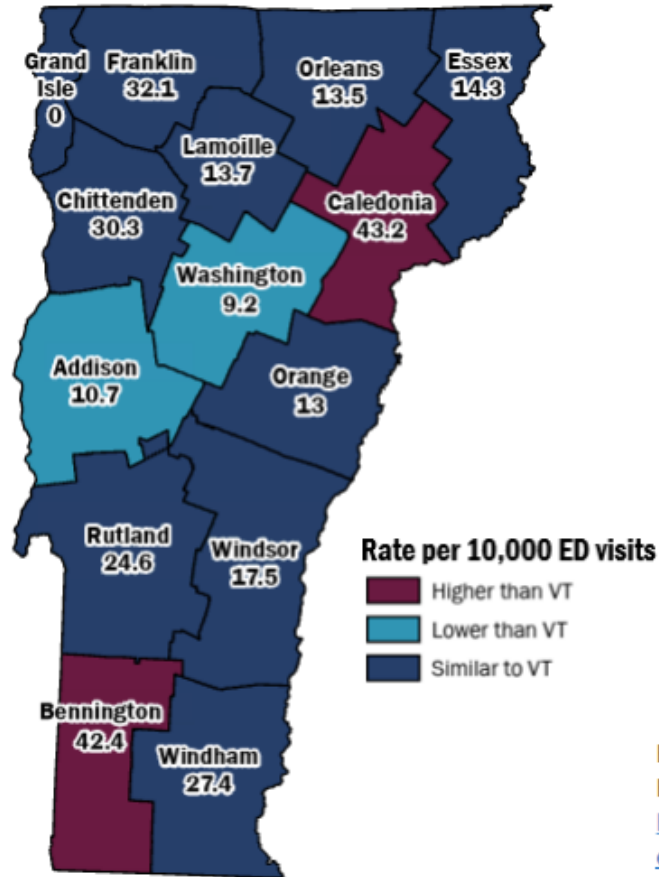 Grand
Isle
0
Franklin
32.1
Orleans
13.5
Essex
14.3
Lamoille
13.7
Chittenden
30.3
Caledonia
43.2
Washington
9.2
Addison
10.7
Orange
13
Rutland
24.6
Windsor
17.5
Rate per 10,000 ED visits
Higher than VT
Lower than VT
Similar to VT
Bennington
42.4
Windham
27.4